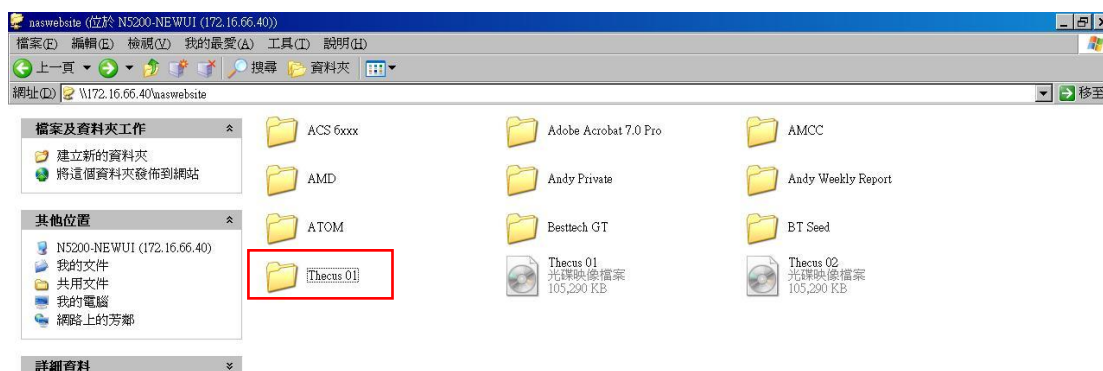 naswebsite (位於 N5200-NEWUI (172.16.66.40))
檔案(F) 編輯(E) 檢視(V) 我的最愛(A) 工具(T) 說明(H)
上一頁 搜尋 資料夾
網址(D) \\172.16.66.40\naswebsite 移至
檔案及資料夾工作
建立新的資料夾
將這個資料夾發佈到網站
其他位置
N5200-NEWUI (172.16.66.40)
我的文件
共用文件
我的電腦
網路上的芳鄰
詳細資料
ACS 6xxx Adobe Acrobat 7.0 Pro AMCC
AMD Andy Private Andy Weekly Report
ATOM Besttech GT BT Seed
Thecus 01
Thecus 01
光碟映像檔案
105,290 KB
Thecus 02
光碟映像檔案
105,290 KB